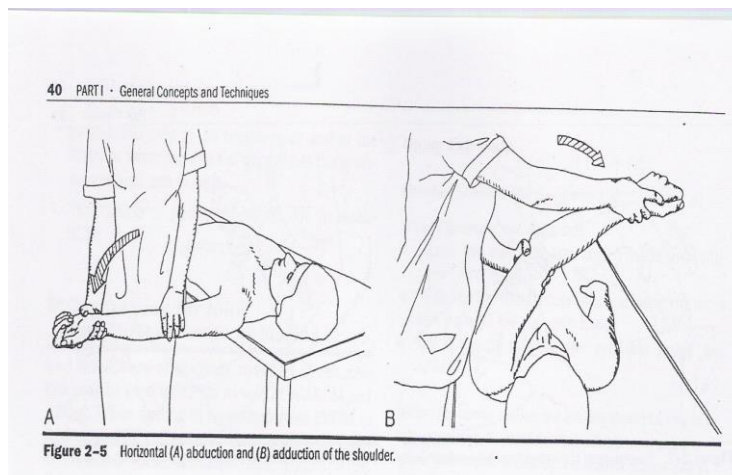 40 PART I · General Concepts and Techniques
A
B
Figure 2–5 Horizontal (A) abduction and (B) adduction of the shoulder.